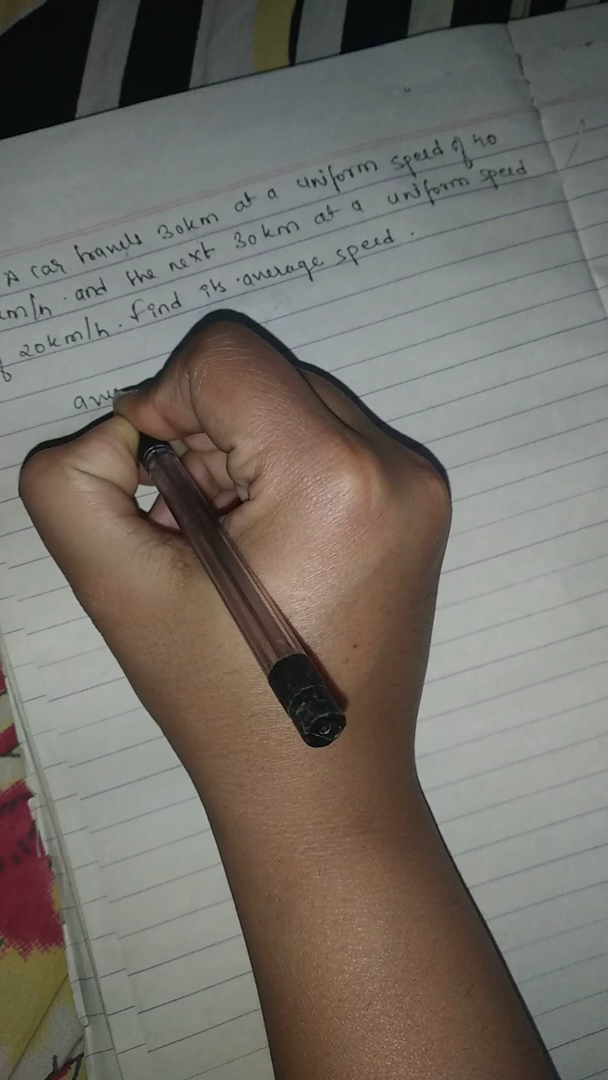 A car travels 30km at a uniform speed of 40
km/h. and the next 30km at a uniform speed
of 20km/h. find its average speed.